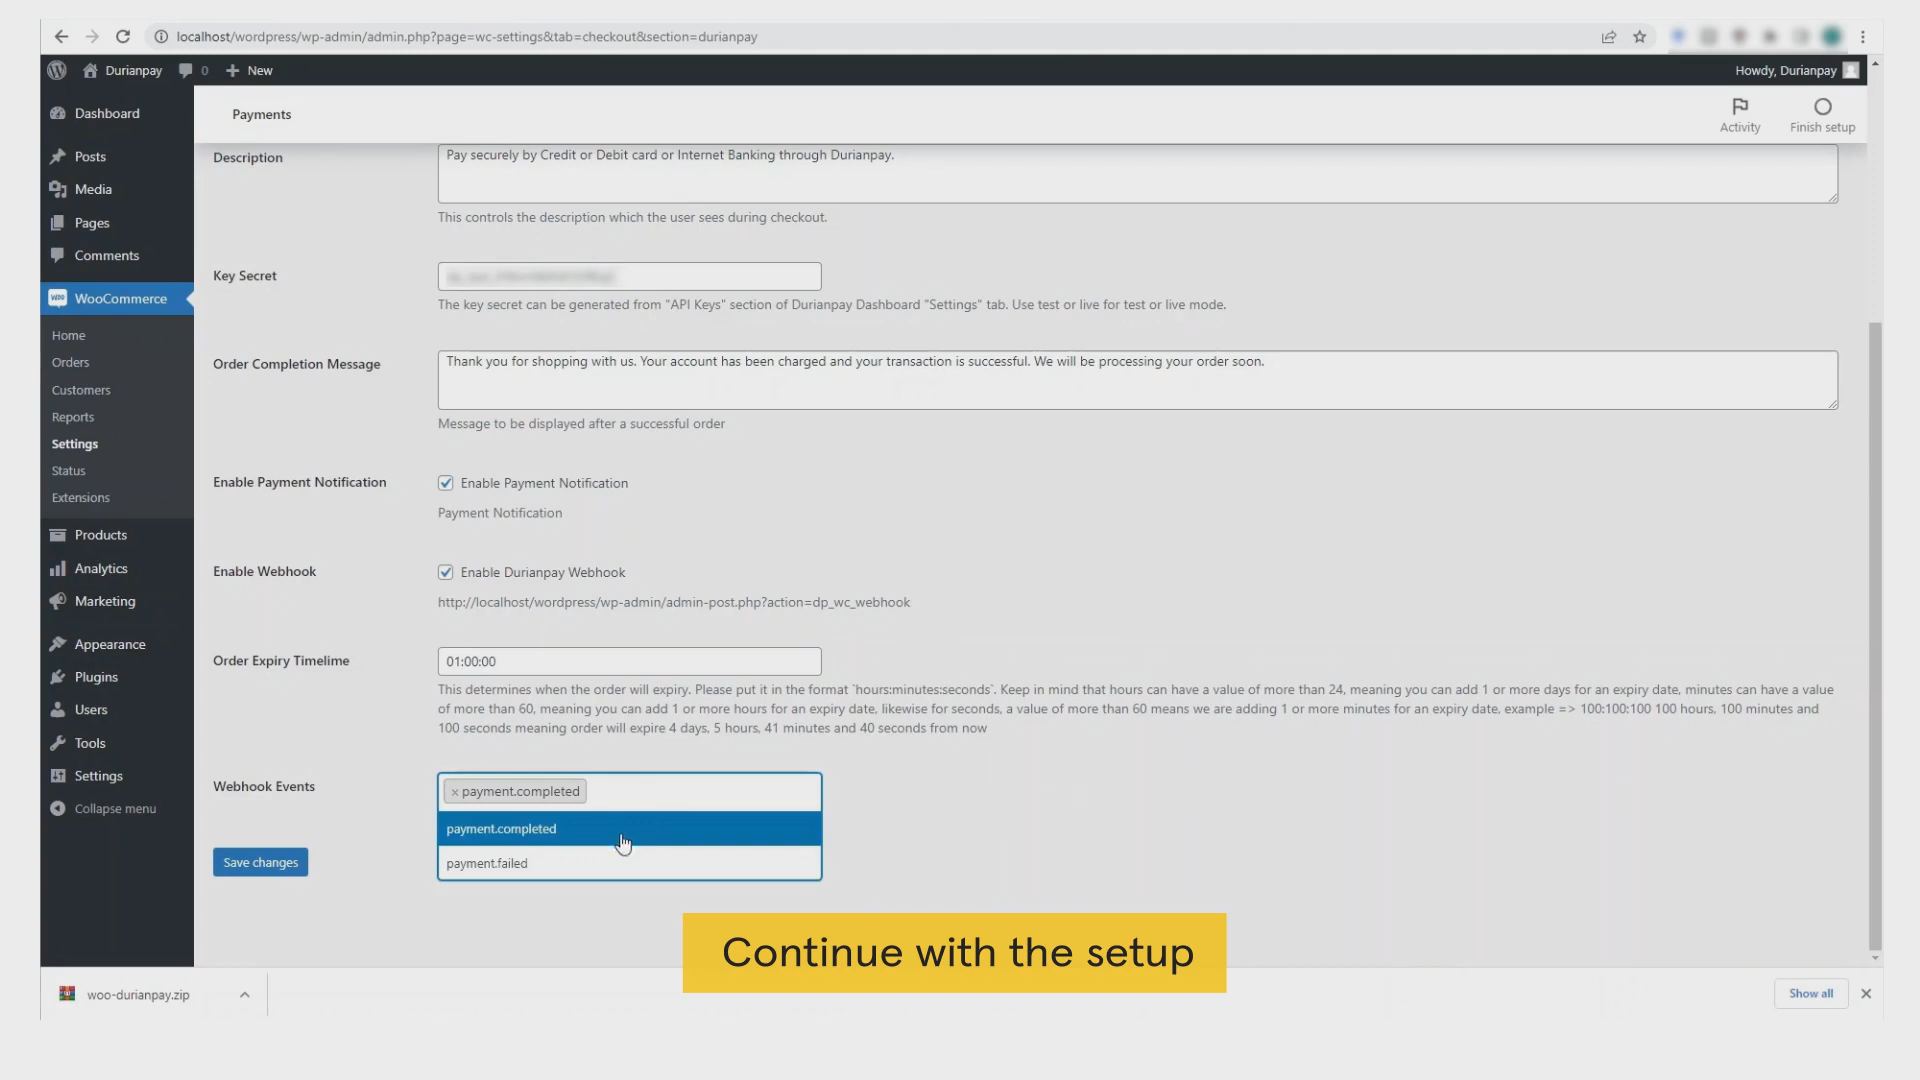 localhost/wordpress/wp-admin/admin.php?page=wc-settings&tab=checkout&section=durianpay
Durianpay
0
+ New
Howdy, Durianpay
Dashboard
Posts
Media
Pages
Comments
WooCommerce
Home
Orders
Customers
Reports
Settings
Status
Extensions
Products
Analytics
Marketing
Appearance
Plugins
Users
Tools
Settings
Collapse menu
Payments
Activity
Finish setup
Description
Pay securely by Credit or Debit card or Internet Banking through Durianpay.
This controls the description which the user sees during checkout.
Key Secret
The key secret can be generated from "API Keys" section of Durianpay Dashboard "Settings" tab. Use test or live for test or live mode.
Order Completion Message
Thank you for shopping with us. Your account has been charged and your transaction is successful. We will be processing your order soon.
Message to be displayed after a successful order
Enable Payment Notification
Enable Payment Notification
Payment Notification
Enable Webhook
Enable Durianpay Webhook
http://localhost/wordpress/wp-admin/admin-post.php?action=dp_wc_webhook
Order Expiry Timelime
01:00:00
This determines when the order will expiry. Please put it in the format `hours:minutes:seconds`. Keep in mind that hours can have a value of more than 24, meaning you can add 1 or more days for an expiry date, minutes can have a value
of more than 60, meaning you can add 1 or more hours for an expiry date, likewise for seconds, a value of more than 60 means we are adding 1 or more minutes for an expiry date, example => 100:100:100 100 hours, 100 minutes and
100 seconds meaning order will expire 4 days, 5 hours, 41 minutes and 40 seconds from now
Webhook Events
× payment.completed
payment.completed
payment.failed
Save changes
Continue with the setup
woo-durianpay.zip
Show all